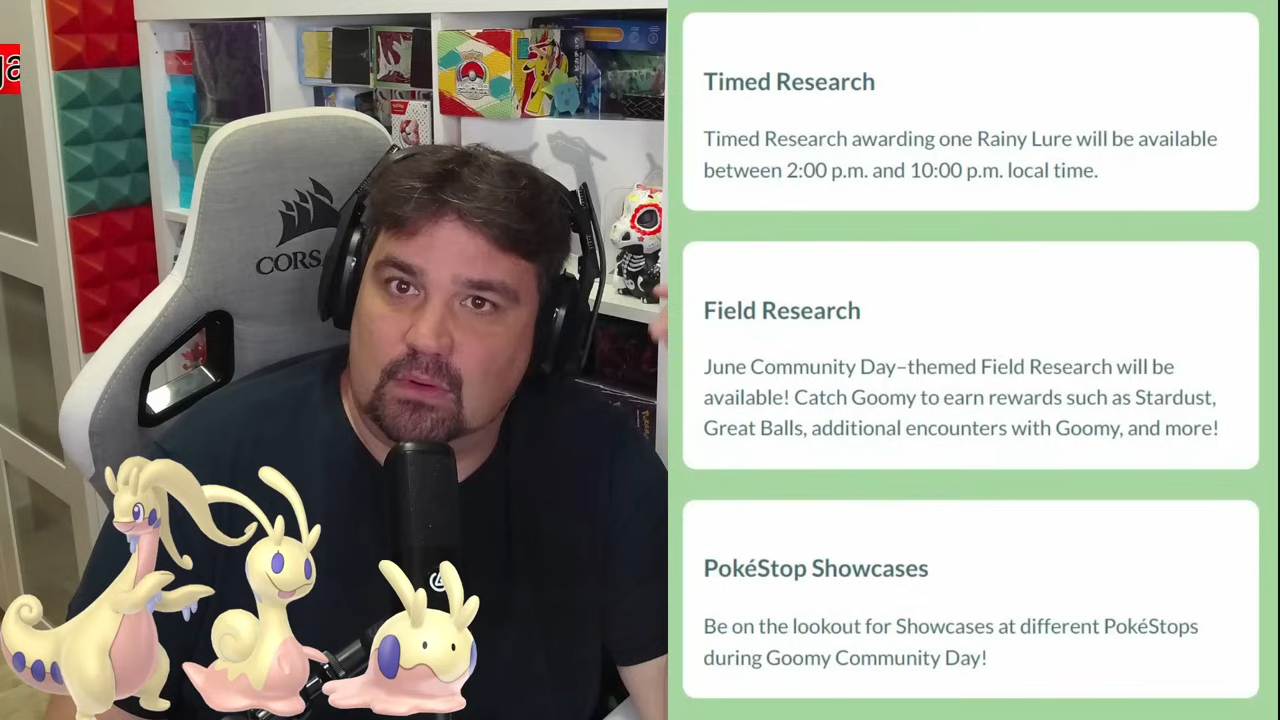 ga
CORS
Timed Research
Timed Research awarding one Rainy Lure will be available
between 2:00 p.m. and 10:00 p.m. local time.
Field Research
June Community Day–themed Field Research will be
available! Catch Goomy to earn rewards such as Stardust,
Great Balls, additional encounters with Goomy, and more!
PokéStop Showcases
Be on the lookout for Showcases at different PokéStops
during Goomy Community Day!